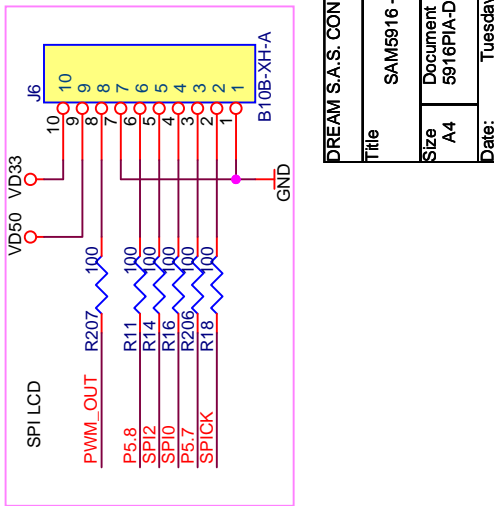 J6
10 9 8 7 6 5 4 3 2 1
B10B-XH-A
10 9 8 7 6 5 4 3 2 1
VD33
VD50
GND
100 100 100 100 100 100
R207 R11 R14 R16 R206 R18
PWM_OUT
P5.8
SPI2
SPI0
P5.7
SPICK
SPI LCD
DREAM S.A.S. CON
Title
SAM5916 -
Size
A4
Document
5916PIA-D
Date:
Tuesday